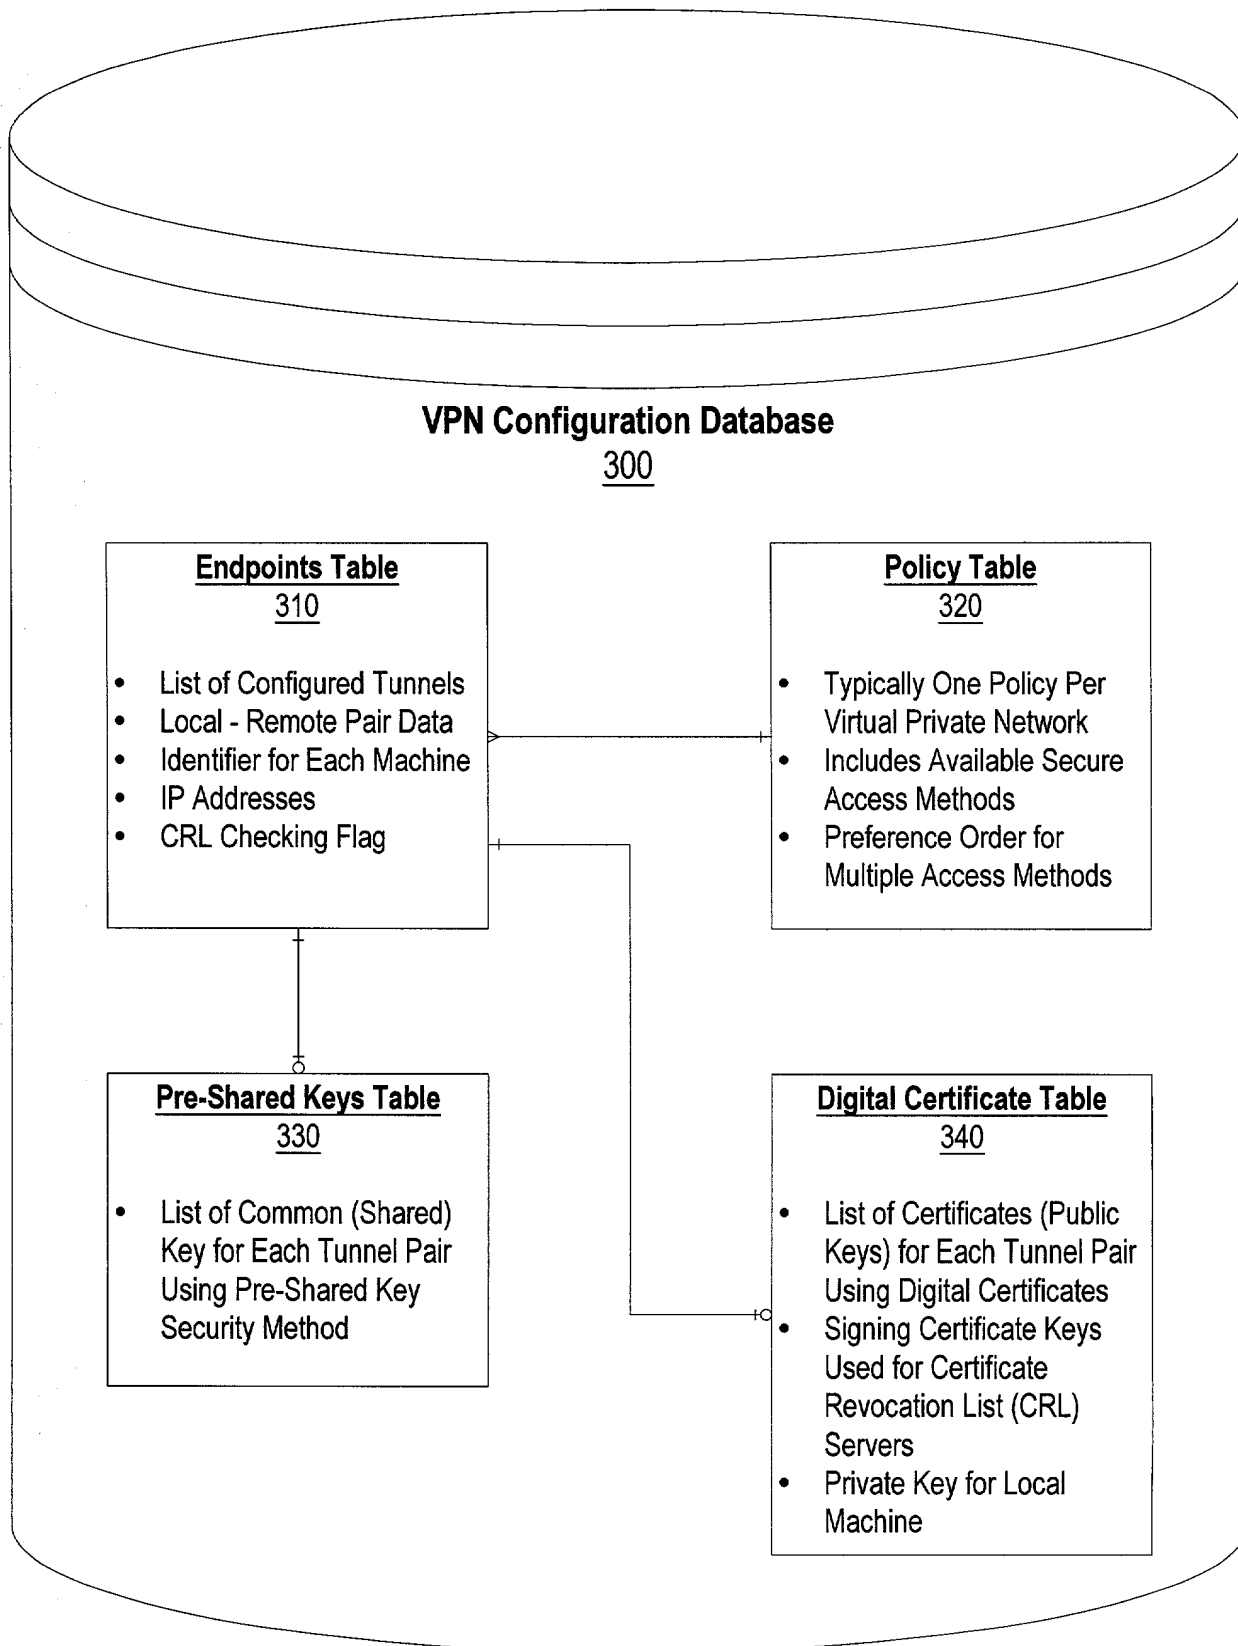 VPN Configuration Database
300
Endpoints Table
310
• List of Configured Tunnels
• Local - Remote Pair Data
• Identifier for Each Machine
• IP Addresses
• CRL Checking Flag
Policy Table
320
• Typically One Policy Per
Virtual Private Network
• Includes Available Secure
Access Methods
• Preference Order for
Multiple Access Methods
Pre-Shared Keys Table
330
• List of Common (Shared)
Key for Each Tunnel Pair
Using Pre-Shared Key
Security Method
Digital Certificate Table
340
• List of Certificates (Public
Keys) for Each Tunnel Pair
Using Digital Certificates
• Signing Certificate Keys
Used for Certificate
Revocation List (CRL)
Servers
• Private Key for Local
Machine